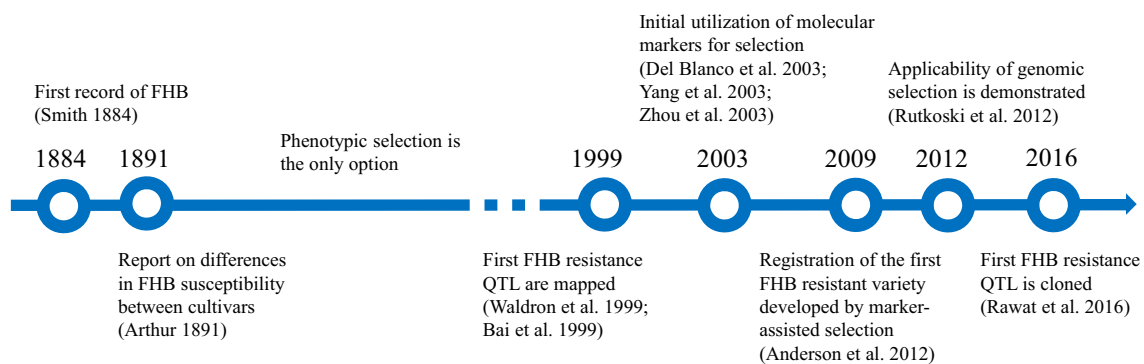 Initial utilization of molecular
markers for selection
(Del Blanco et al. 2003;
Yang et al. 2003;
Zhou et al. 2003)
First record of FHB
(Smith 1884)
Applicability of genomic
selection is demonstrated
(Rutkoski et al. 2012)
Phenotypic selection is
the only option
1884
1891
1999
2003
2009
2012
2016
Report on differences
in FHB susceptibility
between cultivars
(Arthur 1891)
First FHB resistance
QTL are mapped
(Waldron et al. 1999;
Bai et al. 1999)
Registration of the first
FHB resistant variety
developed by marker-
assisted selection
(Anderson et al. 2012)
First FHB resistance
QTL is cloned
(Rawat et al. 2016)